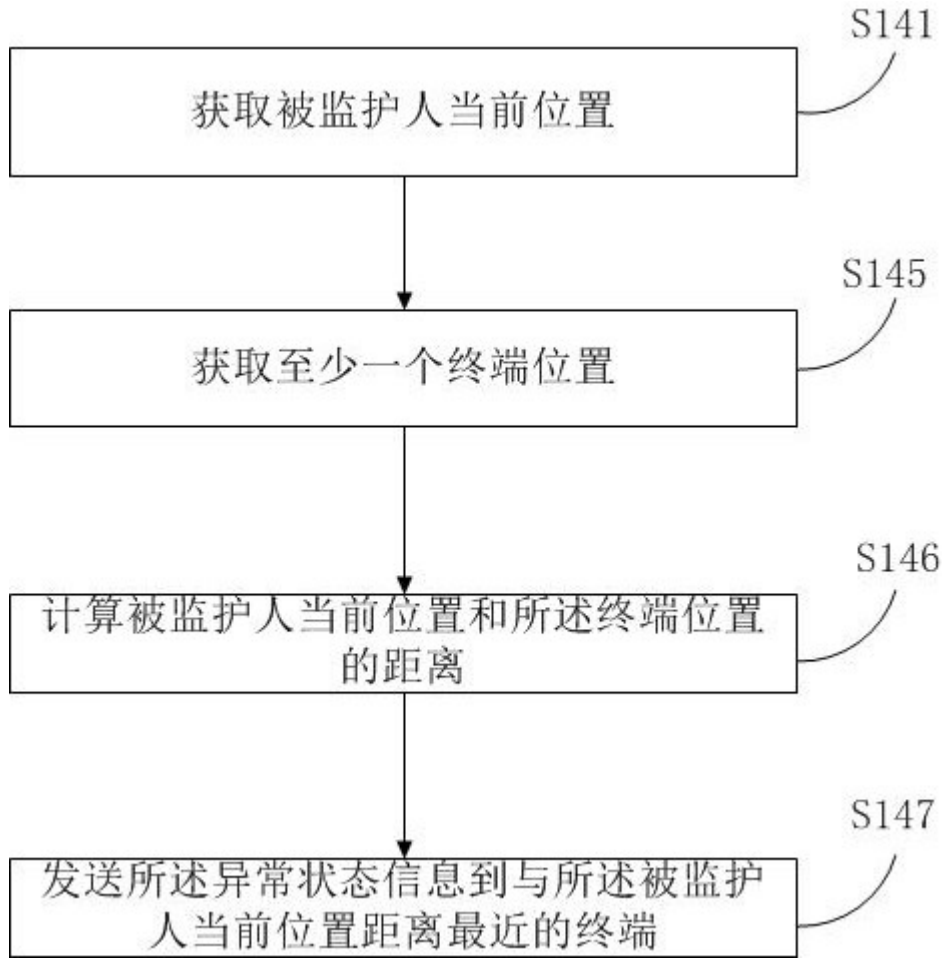 S141
获取被监护人当前位置
S145
获取至少一个终端位置
S146
计算被监护人当前位置和所述终端位置
的距离
S147
发送所述异常状态信息到与所述被监护
人当前位置距离最近的终端